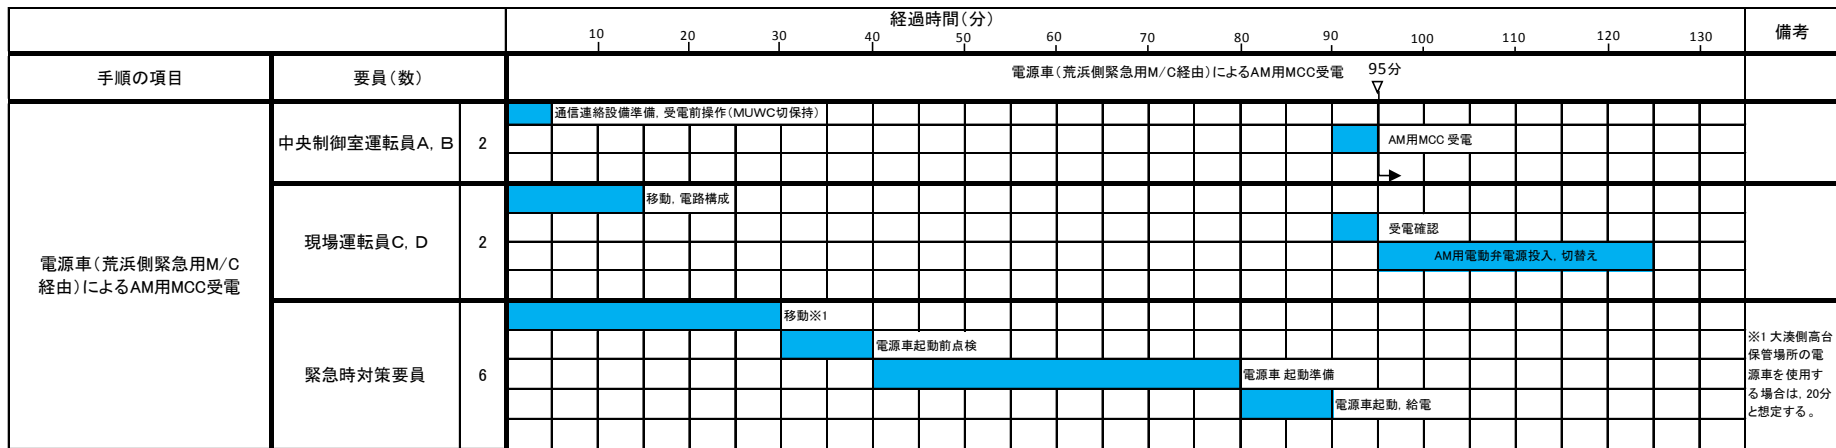 経過時間(分)
備考
10 20 30 40 50 60 70 80 90 100 110 120 130
手順の項目
要員(数)
電源車(荒浜側緊急用M/C経由)によるAM用MCC受電
95分
電源車(荒浜側緊急用M/C
経由)によるAM用MCC受電
中央制御室運転員A, B
2
通信連絡設備準備, 受電前操作(MUWC切保持)
AM用MCC 受電
現場運転員C, D
2
移動, 電路構成
受電確認
AM用電動弁電源投入, 切替え
緊急時対策要員
6
移動※1
電源車起動前点検
電源車 起動準備
電源車起動, 給電
※1 大湊側高台
保管場所の電
源車を使用す
る場合は, 20分
と想定する。